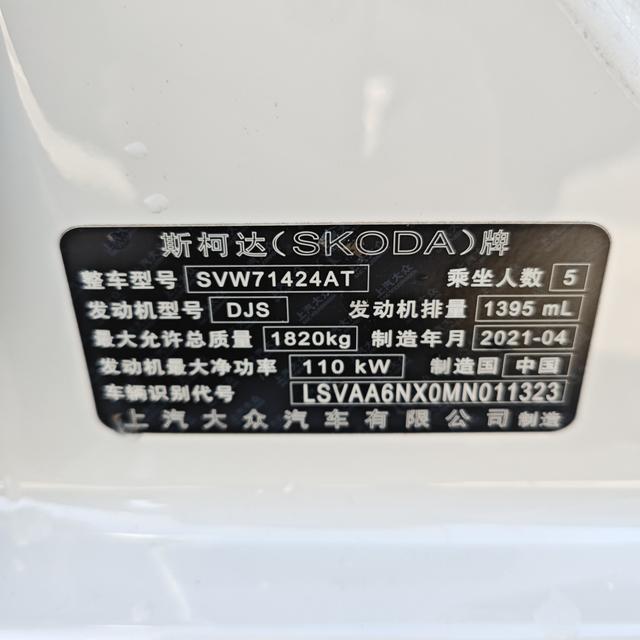 斯柯达(SKODA)牌
整车型号 SVW71424AT 乘坐人数 5
发动机型号 DJS 发动机排量 1395 mL
最大允许总质量 1820kg 制造年月 2021-04
发动机最大净功率 110 kW 制造国 中国
车辆识别代号 LSVAA6NX0MN011323
上汽大众汽车有限公司 制造